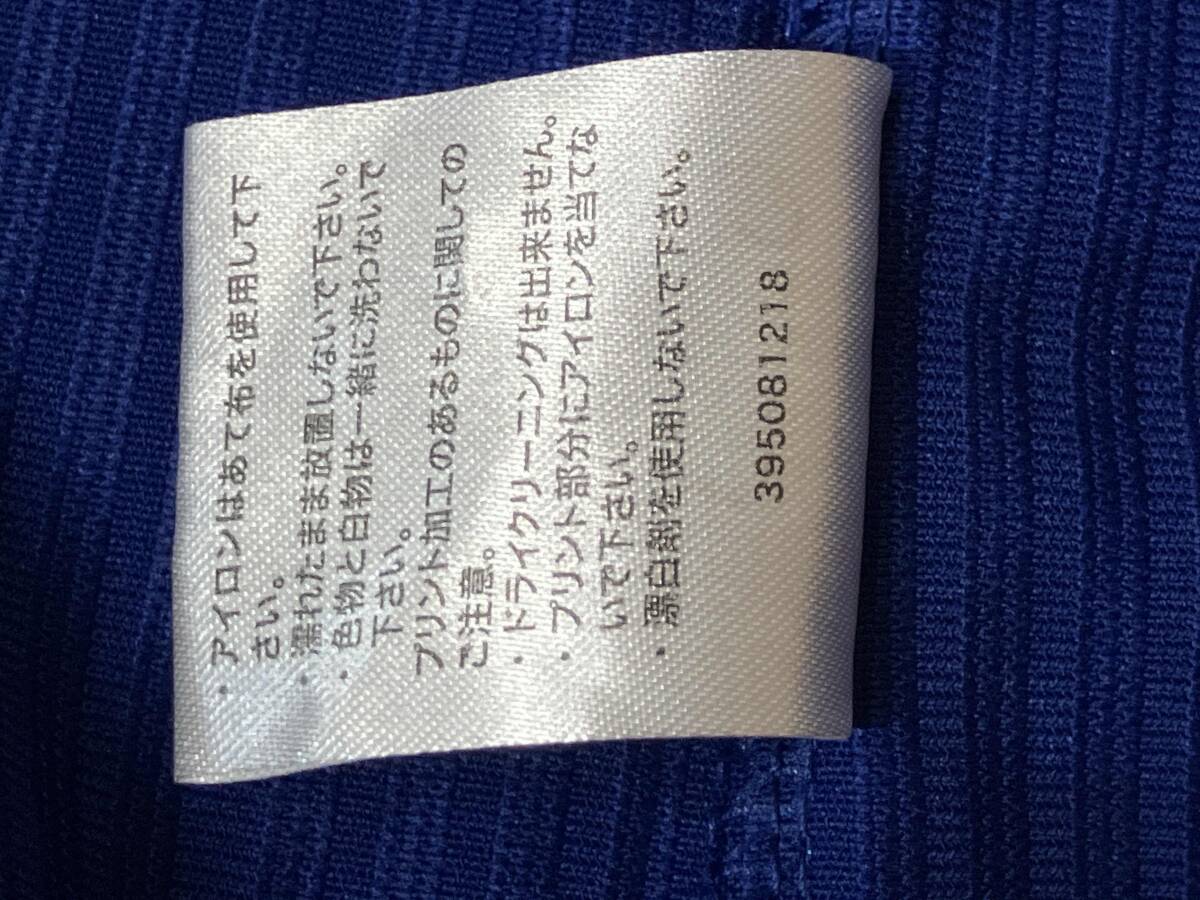 ・アイロンはあて布を使用して下
さい。
・濡れたまま放置しないで下さい。
・色物と白物は一緒に洗わないで
下さい。
プリント加工のあるものに関しての
ご注意。
・ドライクリーニングは出来ません。
・プリント部分にアイロンを当てな
いで下さい。
・漂白剤を使用しないで下さい。
395081218